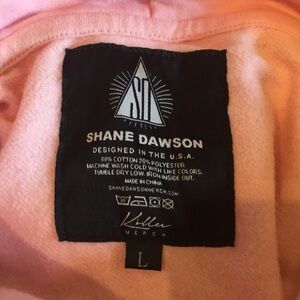 SD
SHANE DAWSON
DESIGNED IN THE U.S.A.
80% COTTON 20% POLYESTER
MACHINE WASH COLD WITH LIKE COLORS.
TUMBLE DRY LOW. IRON INSIDE OUT.
MADE IN CHINA
SHANEDAWSONMERCH.COM
Killer
MERCH
L